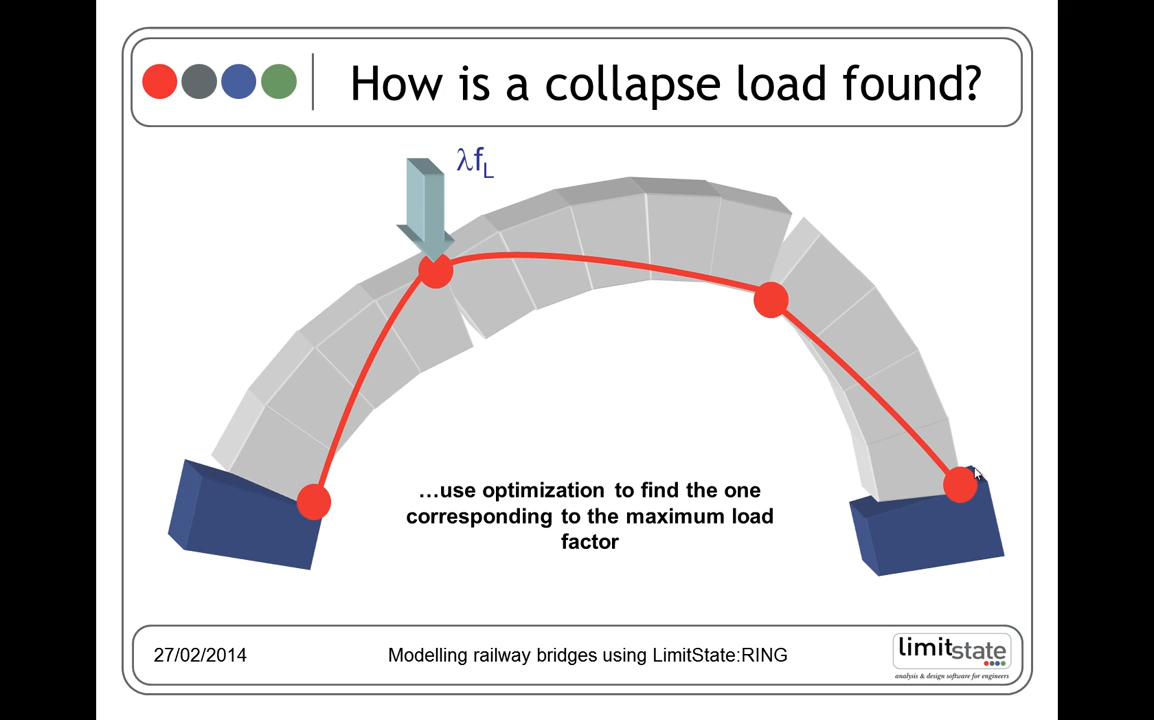 How is a collapse load found?
λfL
...use optimization to find the one
corresponding to the maximum load
factor
27/02/2014
Modelling railway bridges using LimitState:RING
limitstate
analysis & design software for engineers